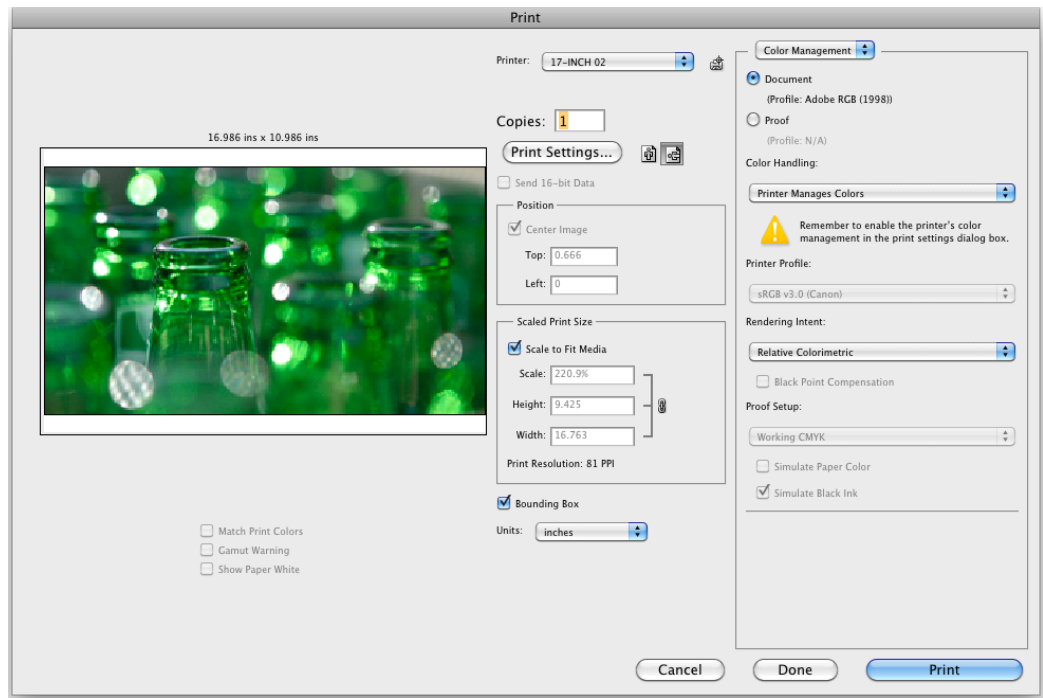 Print
16.986 ins x 10.986 ins
Match Print Colors
Gamut Warning
Show Paper White
Printer: 17-INCH 02
Copies: 1
Print Settings...
Send 16-bit Data
Position
Center Image
Top: 0.666
Left: 0
Scaled Print Size
Scale to Fit Media
Scale: 220.9%
Height: 9.425
Width: 16.763
Print Resolution: 81 PPI
Bounding Box
Units: inches
Color Management
Document
(Profile: Adobe RGB (1998))
Proof
(Profile: N/A)
Color Handling:
Printer Manages Colors
Remember to enable the printer's color
management in the print settings dialog box.
Printer Profile:
sRGB v3.0 (Canon)
Rendering Intent:
Relative Colorimetric
Black Point Compensation
Proof Setup:
Working CMYK
Simulate Paper Color
Simulate Black Ink
Cancel
Done
Print